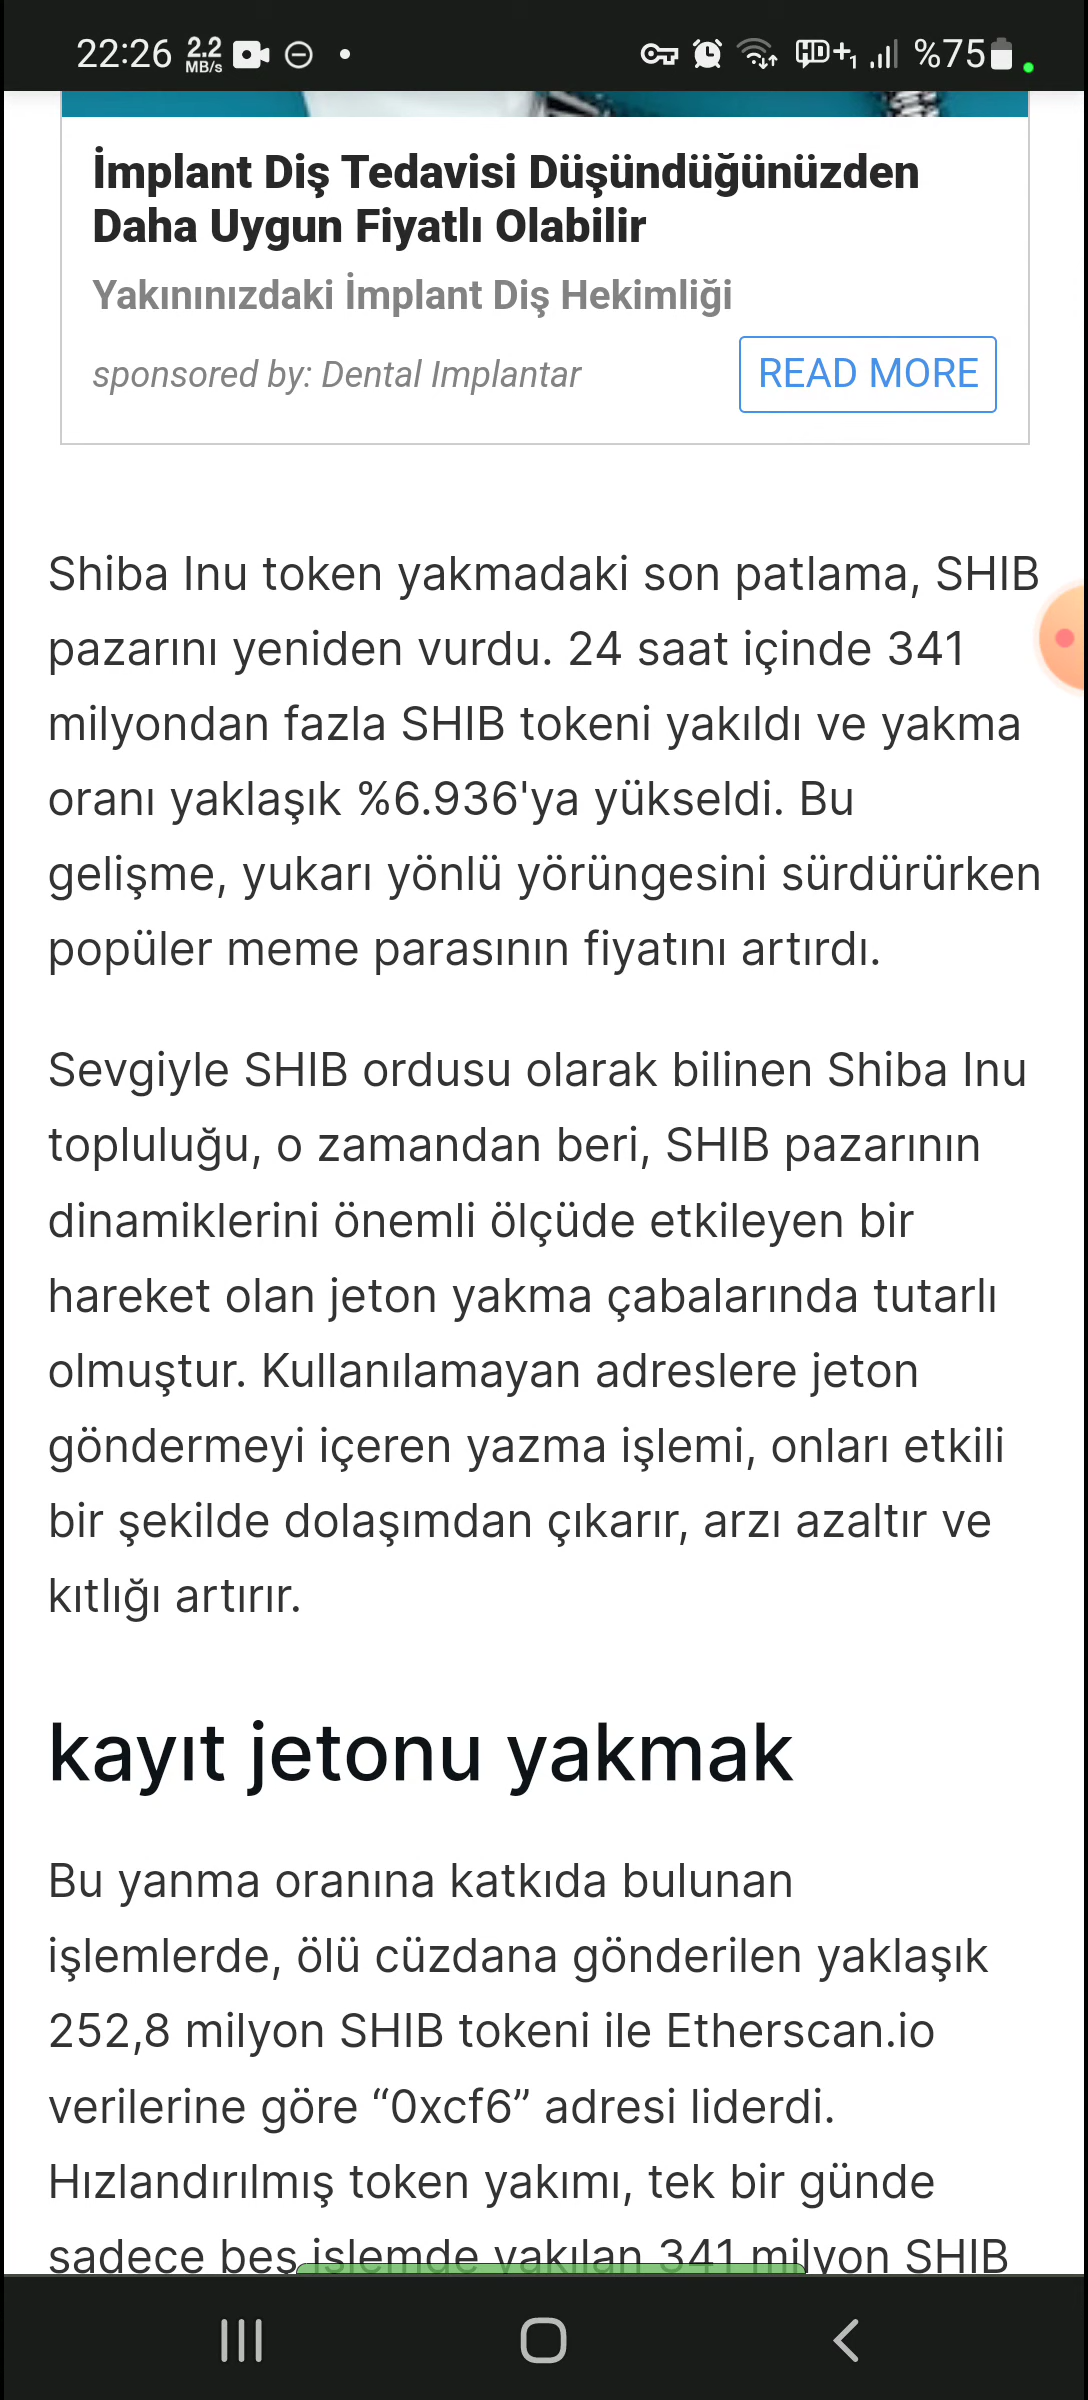 22:26 2.2 MB/s HD+1 %75
İmplant Diş Tedavisi Düşündüğünüzden
Daha Uygun Fiyatlı Olabilir
Yakınınızdaki İmplant Diş Hekimliği
sponsored by: Dental Implantar
READ MORE
Shiba Inu token yakmadaki son patlama, SHIB
pazarını yeniden vurdu. 24 saat içinde 341
milyondan fazla SHIB tokeni yakıldı ve yakma
oranı yaklaşık %6.936'ya yükseldi. Bu
gelişme, yukarı yönlü yörüngesini sürdürürken
popüler meme parasının fiyatını artırdı.
Sevgiyle SHIB ordusu olarak bilinen Shiba Inu
topluluğu, o zamandan beri, SHIB pazarının
dinamiklerini önemli ölçüde etkileyen bir
hareket olan jeton yakma çabalarında tutarlı
olmuştur. Kullanılamayan adreslere jeton
göndermeyi içeren yazma işlemi, onları etkili
bir şekilde dolaşımdan çıkarır, arzı azaltır ve
kıtlığı artırır.
kayıt jetonu yakmak
Bu yanma oranına katkıda bulunan
işlemlerde, ölü cüzdana gönderilen yaklaşık
252,8 milyon SHIB tokeni ile Etherscan.io
verilerine göre “0xcf6” adresi liderdi.
Hızlandırılmış token yakımı, tek bir günde
sadece beş işlemde yakılan 341 milyon SHIB